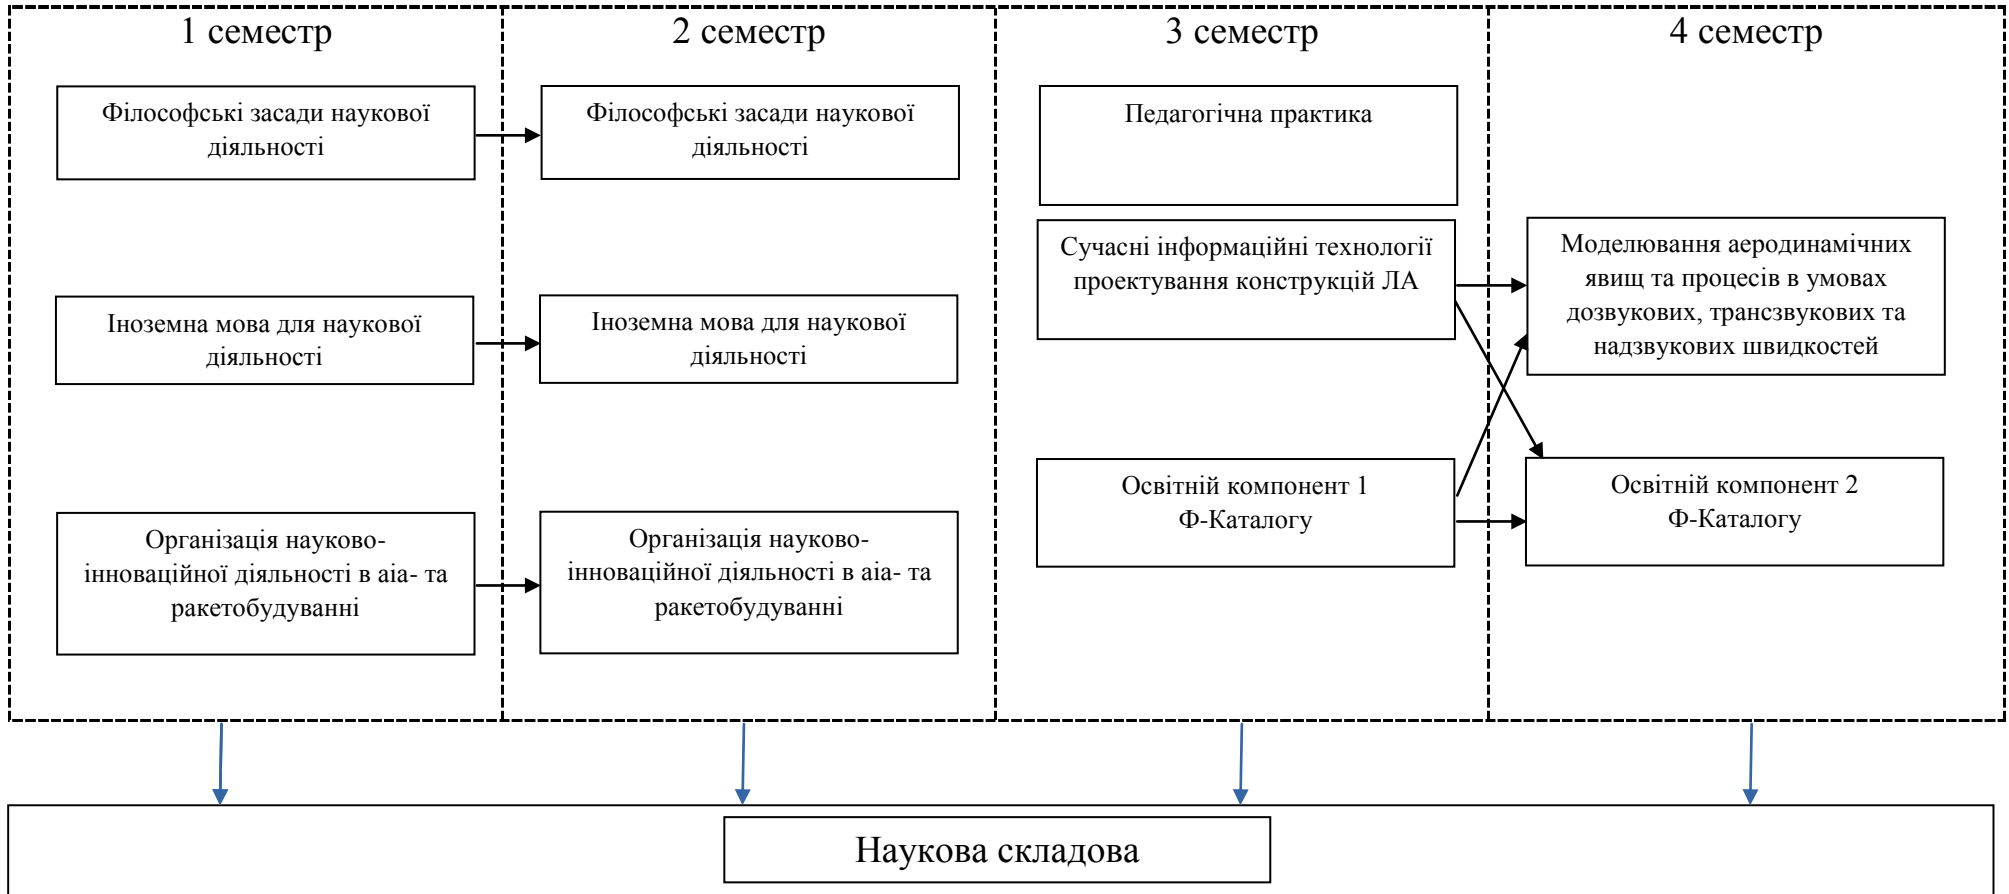 1 семестр
Філософські засади наукової
діяльності
Іноземна мова для наукової
діяльності
Організація науково-
інноваційної діяльності в аіа- та
ракетобудуванні
2 семестр
Філософські засади наукової
діяльності
Іноземна мова для наукової
діяльності
Організація науково-
інноваційної діяльності в аіа- та
ракетобудуванні
3 семестр
Педагогічна практика
Сучасні інформаційні технології
проектування конструкцій ЛА
Освітній компонент 1
Ф-Каталогу
4 семестр
Моделювання аеродинамічних
явищ та процесів в умовах
дозвукових, трансзвукових та
надзвукових швидкостей
Освітній компонент 2
Ф-Каталогу
Наукова складова